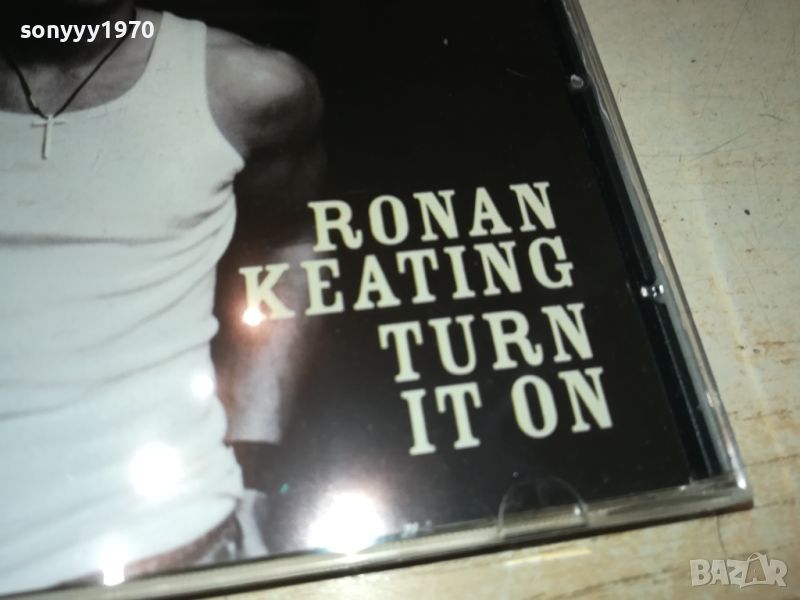 sonyyy1970
RONAN
KEATING
TURN
IT ON
BAZAR